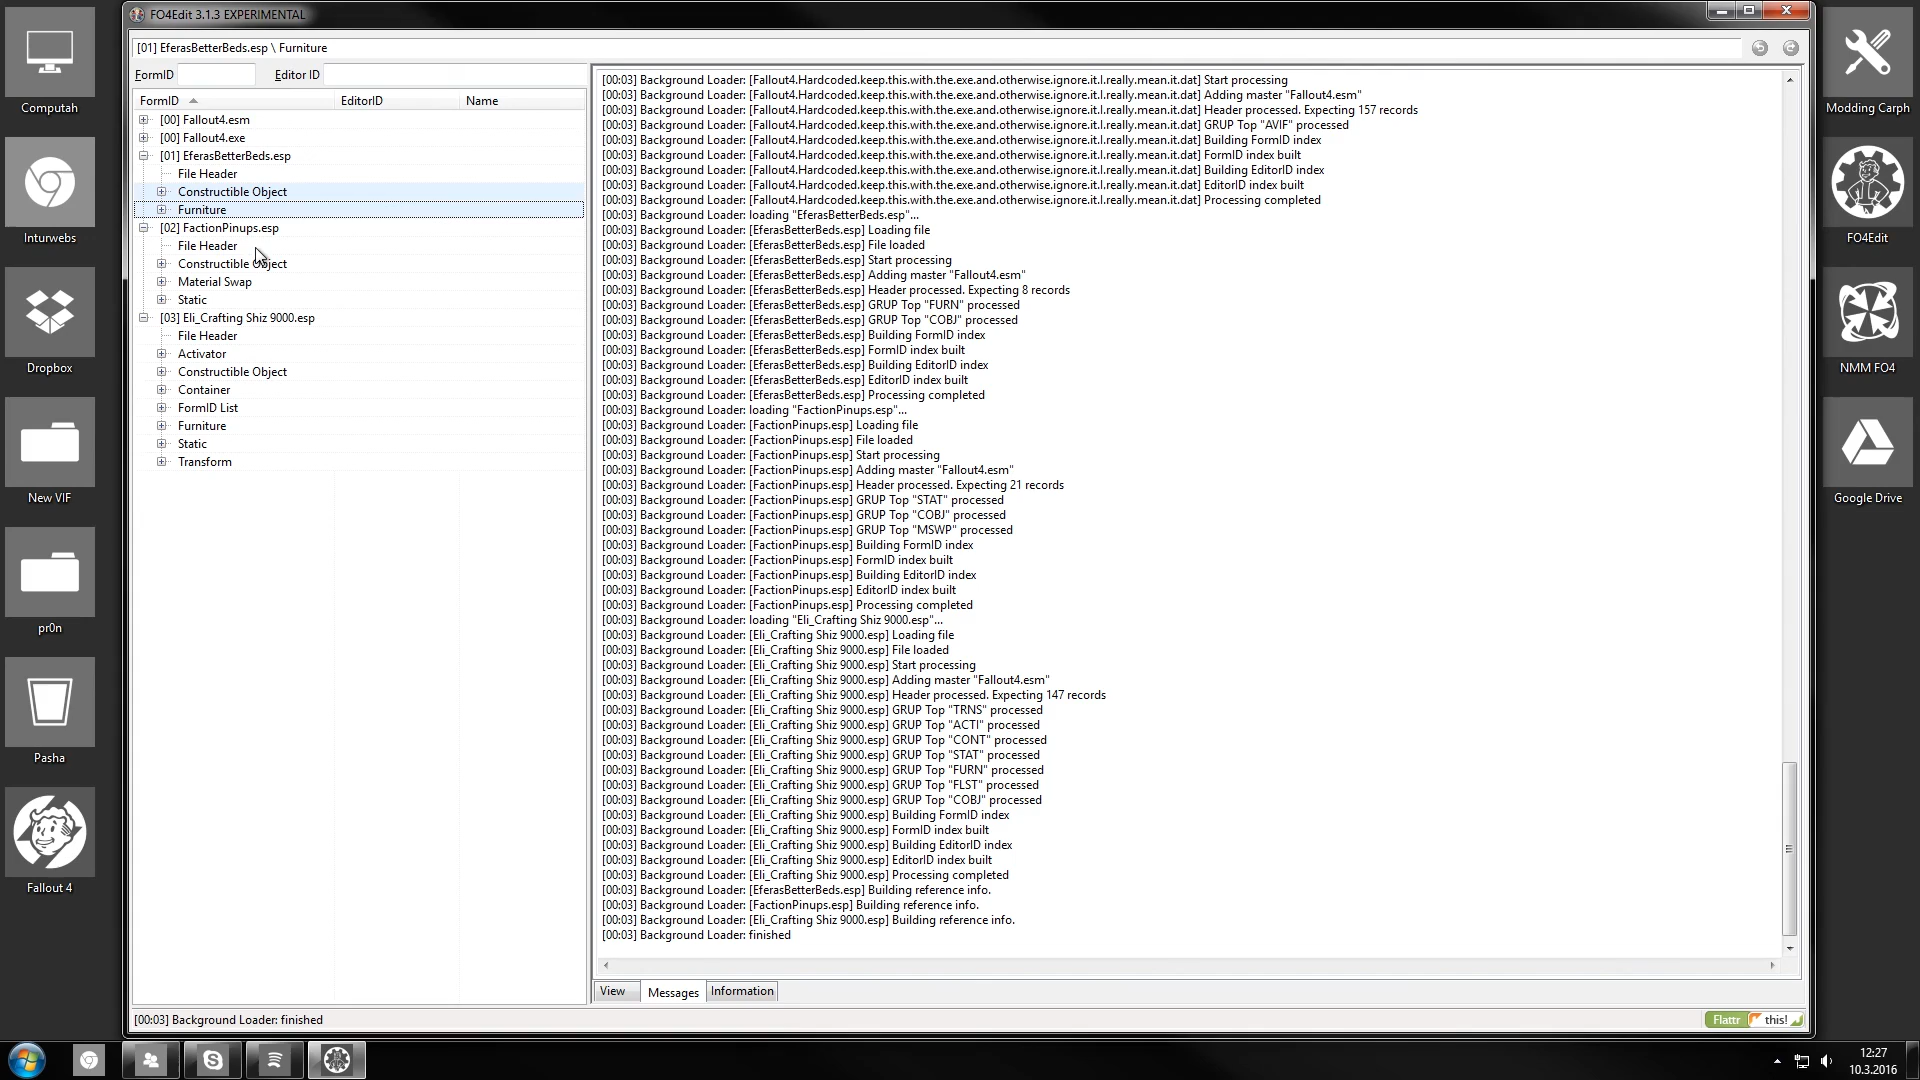 FO4Edit 3.1.3 EXPERIMENTAL
[01] EferasBetterBeds.esp \ Furniture
FormID
Editor ID
FormID
EditorID
Name
[00] Fallout4.esm
[00] Fallout4.exe
[01] EferasBetterBeds.esp
File Header
Constructible Object
Furniture
[02] FactionPinups.esp
File Header
Constructible Object
Material Swap
Static
[03] Eli_Crafting Shiz 9000.esp
File Header
Activator
Constructible Object
Container
FormID List
Furniture
Static
Transform
[00:03] Background Loader: [Fallout4.Hardcoded.keep.this.with.the.exe.and.otherwise.ignore.it.I.really.mean.it.dat] Start processing
[00:03] Background Loader: [Fallout4.Hardcoded.keep.this.with.the.exe.and.otherwise.ignore.it.I.really.mean.it.dat] Adding master "Fallout4.esm"
[00:03] Background Loader: [Fallout4.Hardcoded.keep.this.with.the.exe.and.otherwise.ignore.it.I.really.mean.it.dat] Header processed. Expecting 157 records
[00:03] Background Loader: [Fallout4.Hardcoded.keep.this.with.the.exe.and.otherwise.ignore.it.I.really.mean.it.dat] GRUP Top "AVIF" processed
[00:03] Background Loader: [Fallout4.Hardcoded.keep.this.with.the.exe.and.otherwise.ignore.it.I.really.mean.it.dat] Building FormID index
[00:03] Background Loader: [Fallout4.Hardcoded.keep.this.with.the.exe.and.otherwise.ignore.it.I.really.mean.it.dat] FormID index built
[00:03] Background Loader: [Fallout4.Hardcoded.keep.this.with.the.exe.and.otherwise.ignore.it.I.really.mean.it.dat] Building EditorID index
[00:03] Background Loader: [Fallout4.Hardcoded.keep.this.with.the.exe.and.otherwise.ignore.it.I.really.mean.it.dat] EditorID index built
[00:03] Background Loader: [Fallout4.Hardcoded.keep.this.with.the.exe.and.otherwise.ignore.it.I.really.mean.it.dat] Processing completed
[00:03] Background Loader: loading "EferasBetterBeds.esp"...
[00:03] Background Loader: [EferasBetterBeds.esp] Loading file
[00:03] Background Loader: [EferasBetterBeds.esp] File loaded
[00:03] Background Loader: [EferasBetterBeds.esp] Start processing
[00:03] Background Loader: [EferasBetterBeds.esp] Adding master "Fallout4.esm"
[00:03] Background Loader: [EferasBetterBeds.esp] Header processed. Expecting 8 records
[00:03] Background Loader: [EferasBetterBeds.esp] GRUP Top "FURN" processed
[00:03] Background Loader: [EferasBetterBeds.esp] GRUP Top "COBJ" processed
[00:03] Background Loader: [EferasBetterBeds.esp] Building FormID index
[00:03] Background Loader: [EferasBetterBeds.esp] FormID index built
[00:03] Background Loader: [EferasBetterBeds.esp] Building EditorID index
[00:03] Background Loader: [EferasBetterBeds.esp] EditorID index built
[00:03] Background Loader: [EferasBetterBeds.esp] Processing completed
[00:03] Background Loader: loading "FactionPinups.esp"...
[00:03] Background Loader: [FactionPinups.esp] Loading file
[00:03] Background Loader: [FactionPinups.esp] File loaded
[00:03] Background Loader: [FactionPinups.esp] Start processing
[00:03] Background Loader: [FactionPinups.esp] Adding master "Fallout4.esm"
[00:03] Background Loader: [FactionPinups.esp] Header processed. Expecting 21 records
[00:03] Background Loader: [FactionPinups.esp] GRUP Top "STAT" processed
[00:03] Background Loader: [FactionPinups.esp] GRUP Top "COBJ" processed
[00:03] Background Loader: [FactionPinups.esp] GRUP Top "MSWP" processed
[00:03] Background Loader: [FactionPinups.esp] Building FormID index
[00:03] Background Loader: [FactionPinups.esp] FormID index built
[00:03] Background Loader: [FactionPinups.esp] Building EditorID index
[00:03] Background Loader: [FactionPinups.esp] EditorID index built
[00:03] Background Loader: [FactionPinups.esp] Processing completed
[00:03] Background Loader: loading "Eli_Crafting Shiz 9000.esp"...
[00:03] Background Loader: [Eli_Crafting Shiz 9000.esp] Loading file
[00:03] Background Loader: [Eli_Crafting Shiz 9000.esp] File loaded
[00:03] Background Loader: [Eli_Crafting Shiz 9000.esp] Start processing
[00:03] Background Loader: [Eli_Crafting Shiz 9000.esp] Adding master "Fallout4.esm"
[00:03] Background Loader: [Eli_Crafting Shiz 9000.esp] Header processed. Expecting 147 records
[00:03] Background Loader: [Eli_Crafting Shiz 9000.esp] GRUP Top "TRNS" processed
[00:03] Background Loader: [Eli_Crafting Shiz 9000.esp] GRUP Top "ACTI" processed
[00:03] Background Loader: [Eli_Crafting Shiz 9000.esp] GRUP Top "CONT" processed
[00:03] Background Loader: [Eli_Crafting Shiz 9000.esp] GRUP Top "STAT" processed
[00:03] Background Loader: [Eli_Crafting Shiz 9000.esp] GRUP Top "FURN" processed
[00:03] Background Loader: [Eli_Crafting Shiz 9000.esp] GRUP Top "FLST" processed
[00:03] Background Loader: [Eli_Crafting Shiz 9000.esp] GRUP Top "COBJ" processed
[00:03] Background Loader: [Eli_Crafting Shiz 9000.esp] Building FormID index
[00:03] Background Loader: [Eli_Crafting Shiz 9000.esp] FormID index built
[00:03] Background Loader: [Eli_Crafting Shiz 9000.esp] Building EditorID index
[00:03] Background Loader: [Eli_Crafting Shiz 9000.esp] EditorID index built
[00:03] Background Loader: [Eli_Crafting Shiz 9000.esp] Processing completed
[00:03] Background Loader: [EferasBetterBeds.esp] Building reference info.
[00:03] Background Loader: [FactionPinups.esp] Building reference info.
[00:03] Background Loader: [Eli_Crafting Shiz 9000.esp] Building reference info.
[00:03] Background Loader: finished
View
Messages
Information
[00:03] Background Loader: finished
Flattr this!
Computah
Inturwebs
Dropbox
New VIF
pr0n
Pasha
Fallout 4
Modding Carph
FO4Edit
NMM FO4
Google Drive
12:27
10.3.2016